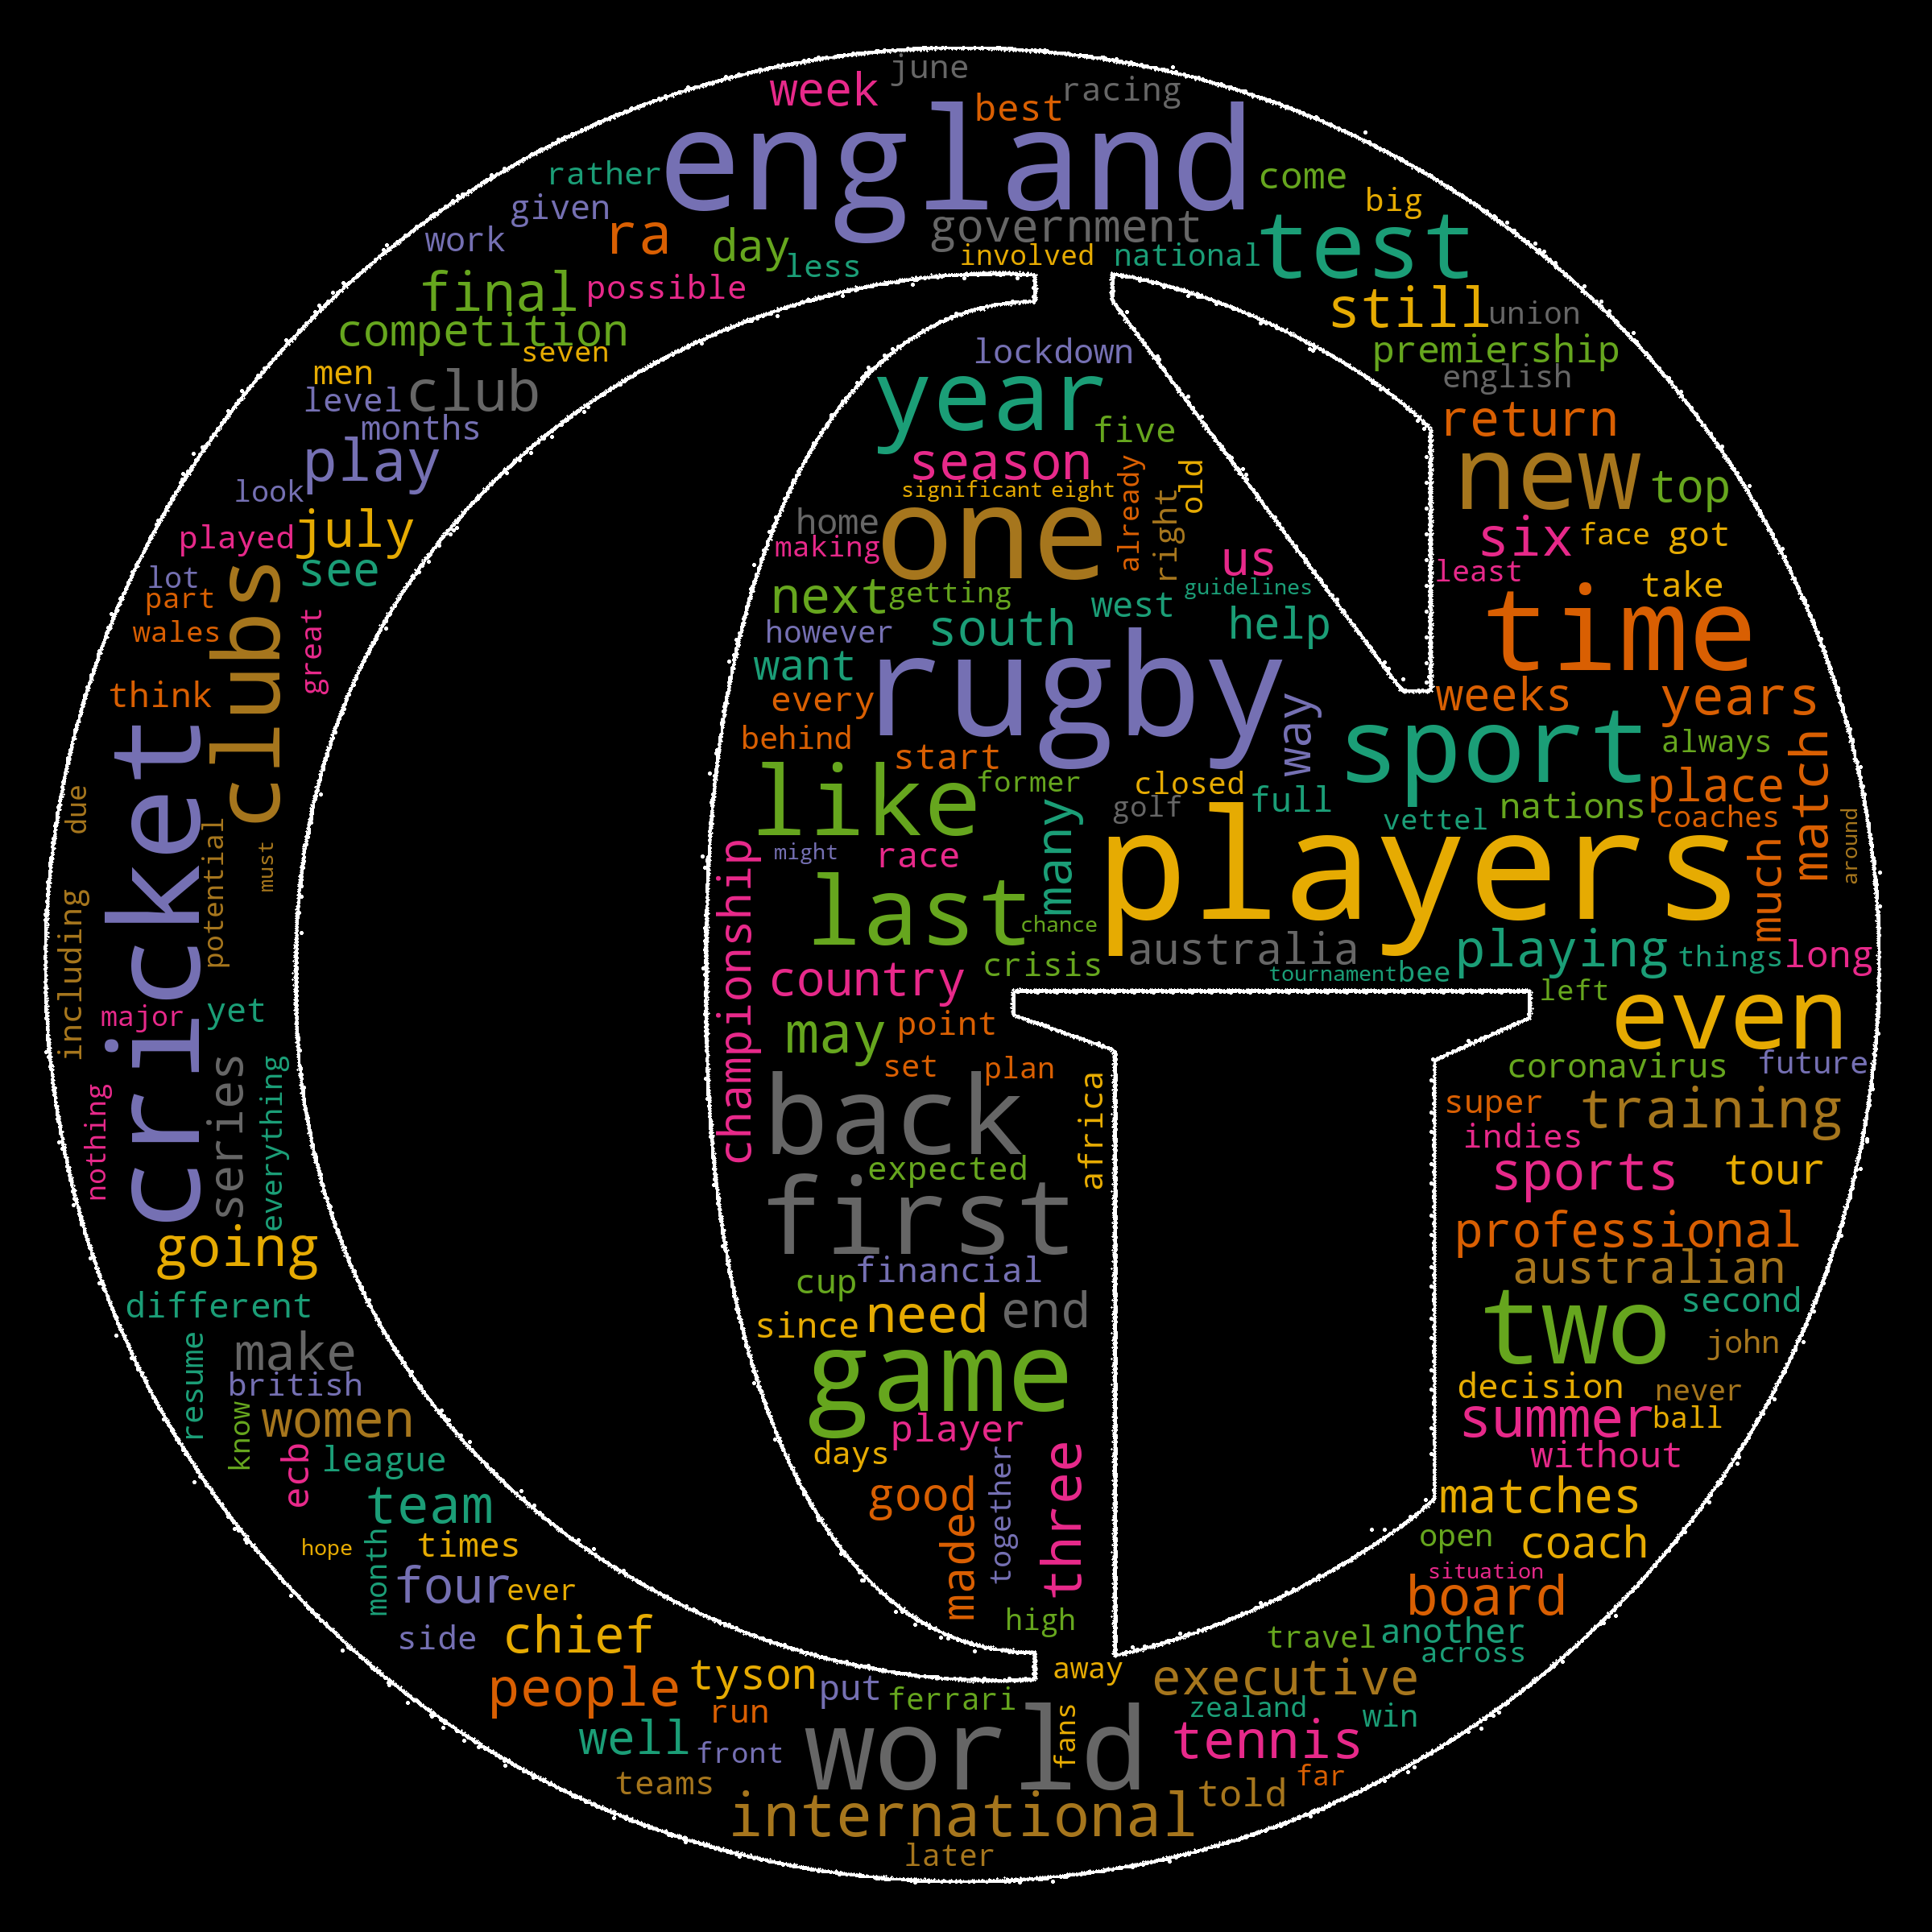 june
week
racing
best
england
rather
come
given
big
work
ra
government
test
day
involved
national
less
final
possible
still
union
competition
seven
lockdown
premiership
men
english
level
club
year
return
months
five
play
season
new
top
look
significant
eight
already
right
old
july
home
one
six
face
got
played
making
us
see
least
lot
next
getting
guidelines
take
part
clubs
west
time
wales
great
however
south
help
want
rugby
think
every
weeks
years
behind
way
sport
always
cricket
start
like
former
closed
place
match
due
golf
full
nations
many
vettel
coaches
potential
must
championship
might
race
players
much
around
last
chance
including
australia
playing
things
long
country
crisis
tournament
bee
left
major
yet
may
point
even
set
plan
coronavirus
future
nothing
series
everything
back
africa
super
training
indies
expected
sports
tour
first
going
professional
financial
australian
cup
different
need
end
two
second
since
resume
make
game
john
british
decision
never
know
women
player
summer
ball
ecb
league
days
together
three
without
team
good
matches
hope
month
times
made
open
coach
four
ever
situation
board
high
side
chief
travel
another
across
people
tyson
put
away
executive
run
ferrari
zealand
win
well
front
world
fans
tennis
teams
told
far
international
later